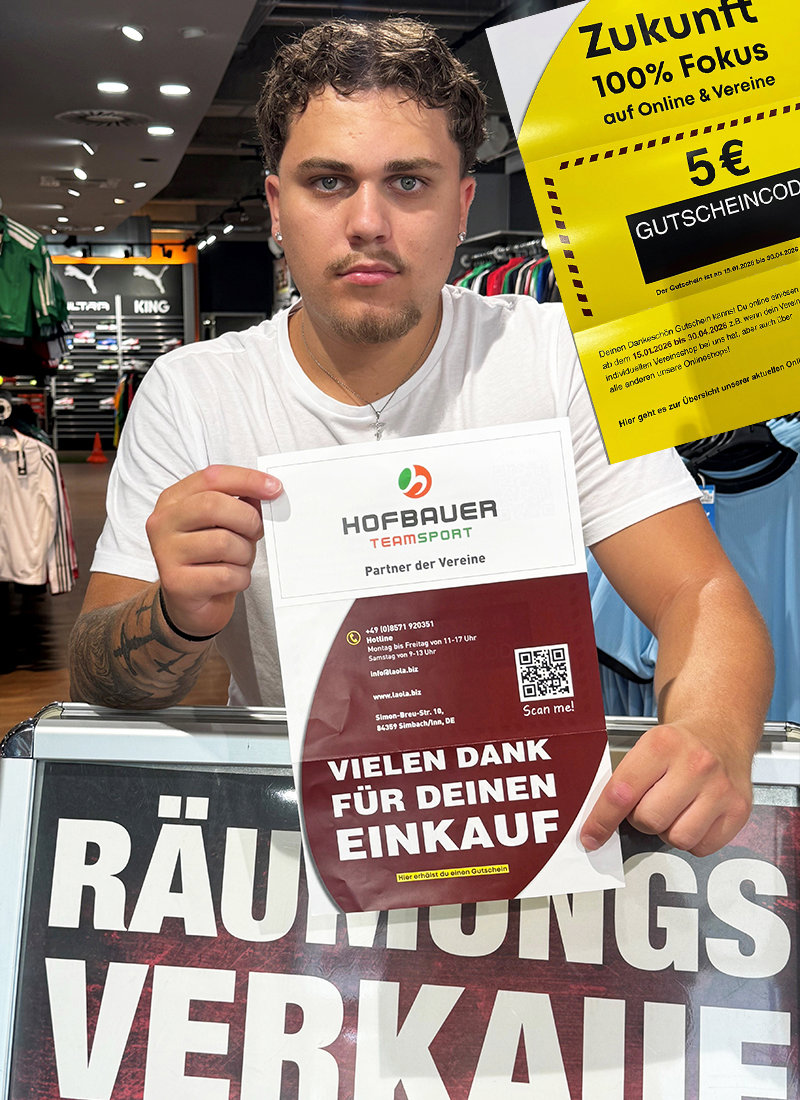 Zukunft
100% Fokus
auf Online & Vereine
5€
GUTSCHEINCOD
Der Gutschein ist ab 15.01.2026 bis 30.04.2026
Deinen Dankeschön Gutschein kannst Du online einlösen
ab dem 15.01.2026 bis 30.04.2026 z.B. wenn dein Verein
individuellen Vereinsshop bei uns hat, aber auch über
alle anderen unsere Onlineshops!
Hier geht es zur Übersicht unserer aktuellen Onli
ULTRA
KING
HOFBAUER
TEAMSPORT
Partner der Vereine
+49 (0)8571 920351
Hotline
Montag bis Freitag von 11-17 Uhr
Samstag von 9-13 Uhr
info@laola.biz
www.laola.biz
Simon-Breu-Str. 10,
84359 Simbach/Inn, DE
Scan me!
VIELEN DANK
FÜR DEINEN
EINKAUF
Hier erhälst du einen Gutschein
RÄUMUNGS
VERKAUF